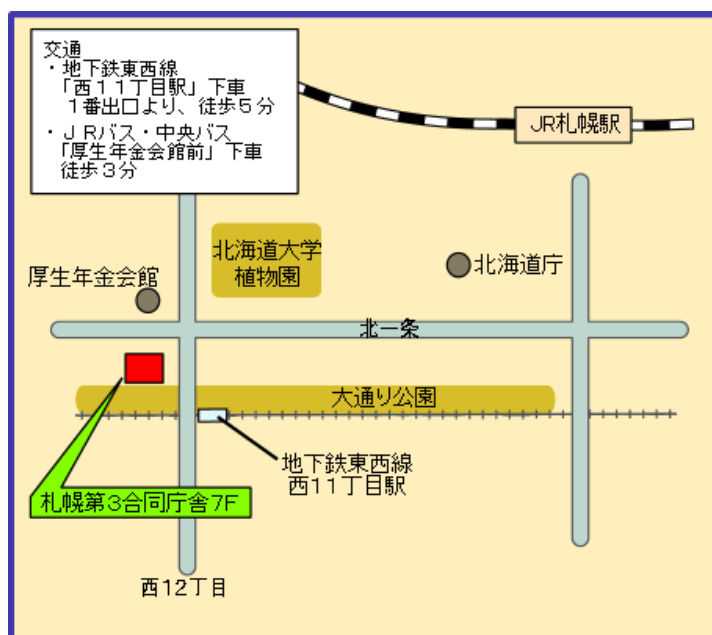 交通
・地下鉄東西線
「西１１丁目駅」下車
１番出口より、徒歩５分
・ＪＲバス・中央バス
「厚生年金会館前」下車
徒歩３分
JR札幌駅
北海道大学
植物園
北海道庁
厚生年金会館
北一条
大通り公園
地下鉄東西線
西１１丁目駅
札幌第３合同庁舎7F
西１２丁目